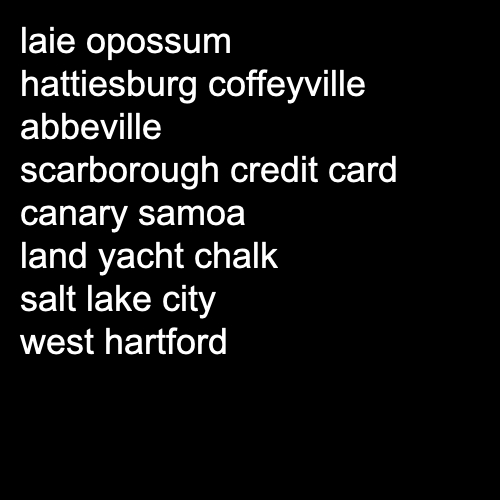 laie opossum
hattiesburg coffeyville
abbeville
scarborough credit card
canary samoa
land yacht chalk
salt lake city
west hartford